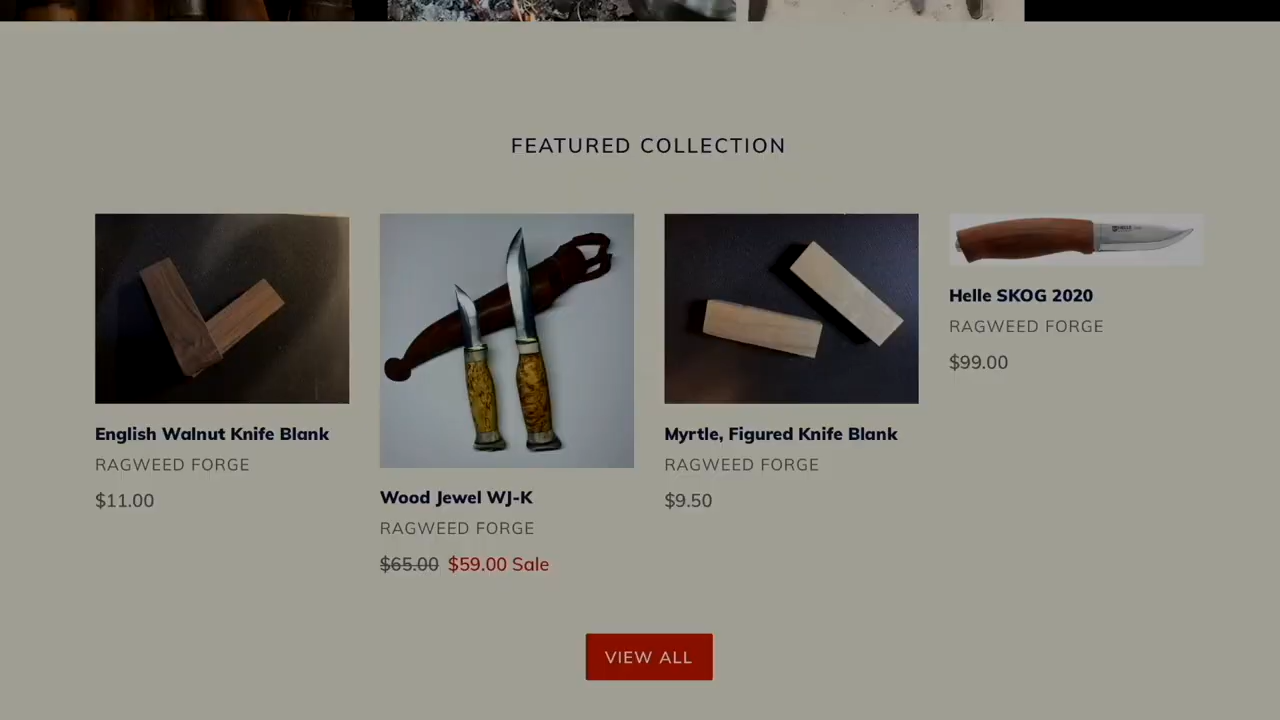 FEATURED COLLECTION
English Walnut Knife Blank
RAGWEED FORGE
$11.00
Wood Jewel WJ-K
RAGWEED FORGE
$65.00 $59.00 Sale
Myrtle, Figured Knife Blank
RAGWEED FORGE
$9.50
HELLE
Helle SKOG 2020
RAGWEED FORGE
$99.00
VIEW ALL